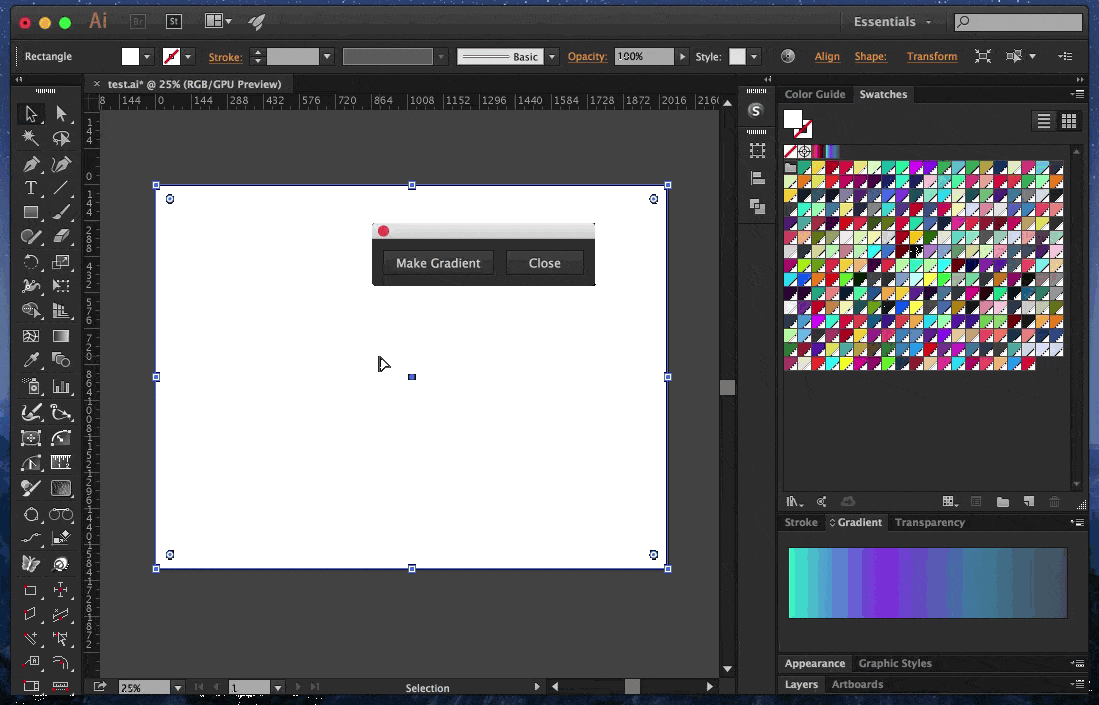 Ai Br St Essentials
Rectangle Stroke: Basic Opacity: 100% Style: Align Shape: Transform
× test.ai* @ 25% (RGB/GPU Preview)
Color Guide Swatches
8 144 0 144 288 432 576 720 864 1008 1152 1296 1440 1584 1728 1872 2016 2160
S
T
Make Gradient Close
Stroke Gradient Transparency
Appearance Graphic Styles
25% 1 Selection
Layers Artboards